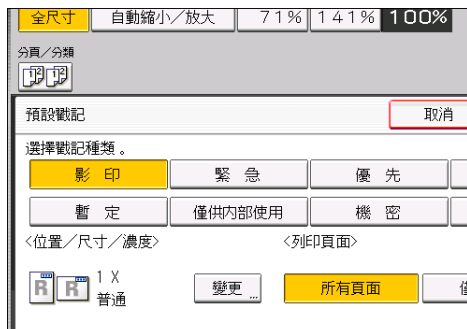 全尺寸 自動縮小／放大 71% 141% 100%
分頁／分類
預設戳記 取消
選擇戳記種類。
影印 緊急 優先
暫定 僅供內部使用 機密
〈位置／尺寸／濃度〉 〈列印頁面〉
R R 1 X
普通 變更... 所有頁面